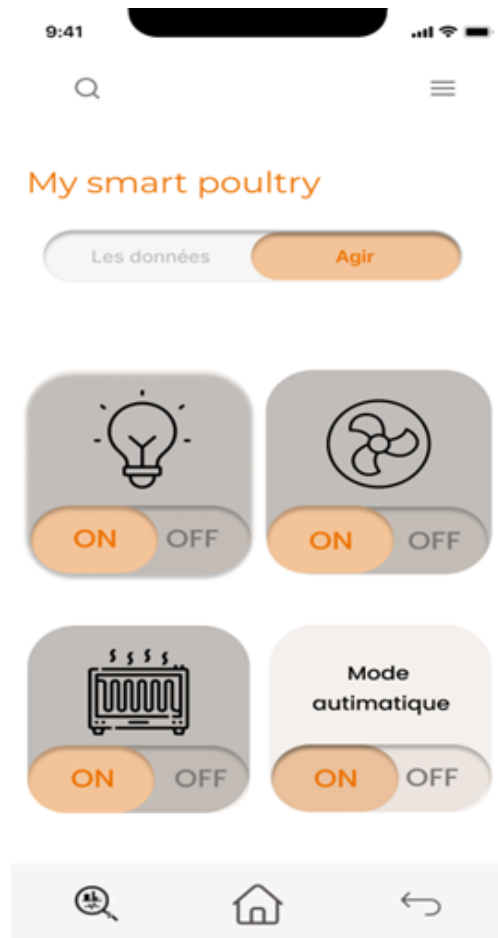 9:41
My smart poultry
Les données Agir
ON OFF ON OFF
Mode
autimatique
ON OFF ON OFF